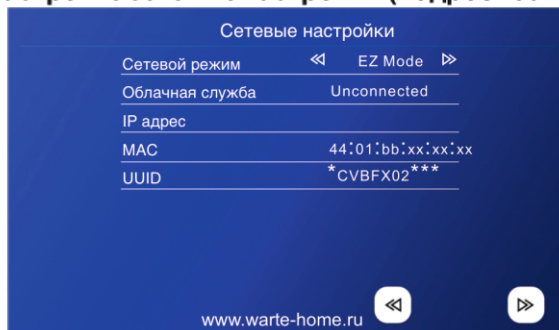 Сетевые настройки
Сетевой режим EZ Mode
Облачная служба Unconnected
IP адрес
MAC 44:01:bb:xx:xx:xx
UUID *CVBFX02***
www.warte-home.ru